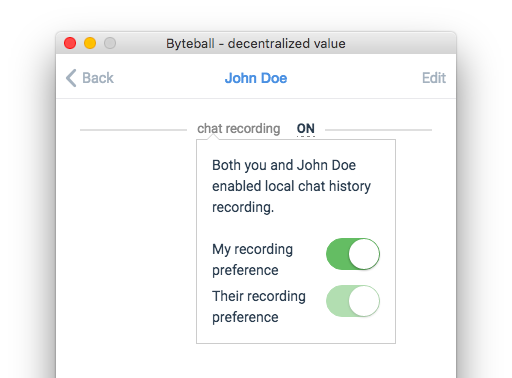 Byteball - decentralized value
Back
John Doe
Edit
chat recording ON
Both you and John Doe
enabled local chat history
recording.
My recording
preference
Their recording
preference